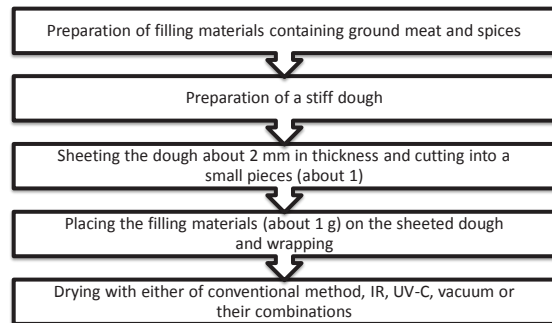 Preparation of filling materials containing ground meat and spices
Preparation of a stiff dough
Sheeting the dough about 2 mm in thickness and cutting into a
small pieces (about 1)
Placing the filling materials (about 1 g) on the sheeted dough
and wrapping
Drying with either of conventional method, IR, UV-C, vacuum or
their combinations